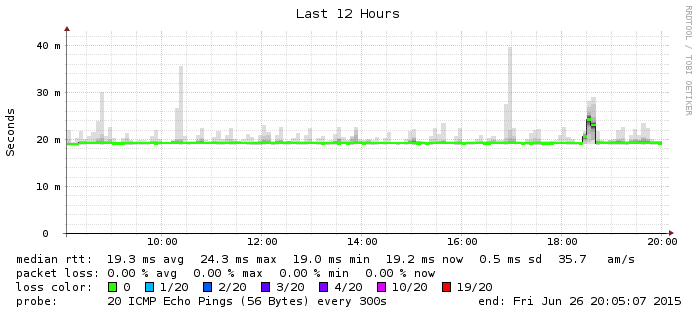 Last 12 Hours
RRDTOOL / TOBI OETIKER
Seconds
40 m
30 m
20 m
10 m
0
10:00 12:00 14:00 16:00 18:00 20:00
median rtt: 19.3 ms avg 24.3 ms max 19.0 ms min 19.2 ms now 0.5 ms sd 35.7 am/s
packet loss: 0.00 % avg 0.00 % max 0.00 % min 0.00 % now
loss color: 0 1/20 2/20 3/20 4/20 10/20 19/20
probe: 20 ICMP Echo Pings (56 Bytes) every 300s end: Fri Jun 26 20:05:07 2015